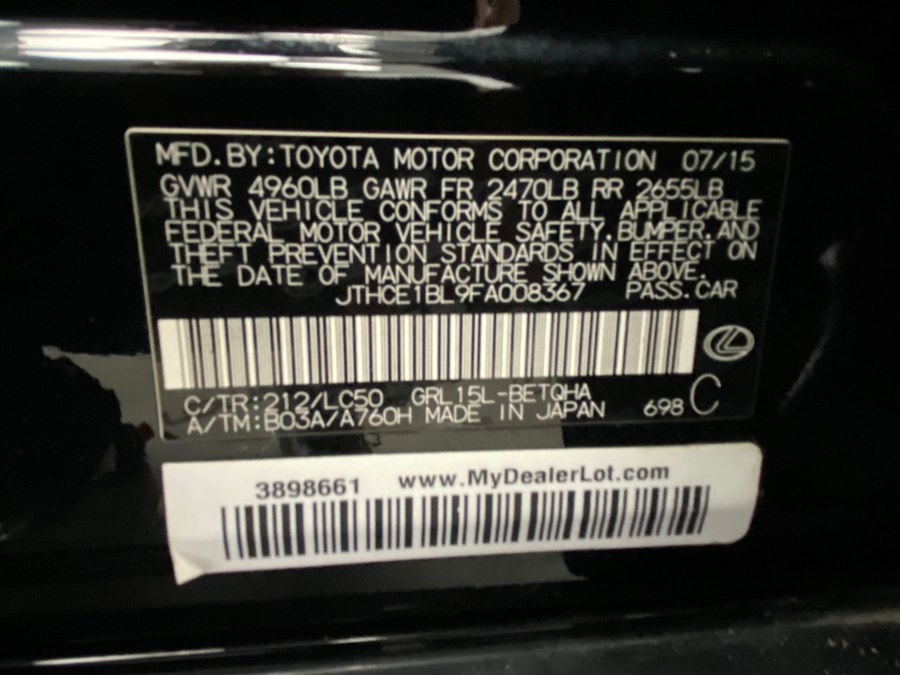 MFD.BY:TOYOTA MOTOR CORPORATION 07/15
GVWR 4960LB GAWR FR 2470LB RR 2655LB
THIS VEHICLE CONFORMS TO ALL APPLICABLE
FEDERAL MOTOR VEHICLE SAFETY.BUMPER.AND
THEFT PREVENTION STANDARDS IN EFFECT ON
THE DATE OF MANUFACTURE SHOWN ABOVE.
JTHCE1BL9FA008367 PASS.CAR
C/TR:212/LC50 GRL15L-BETQHA
A/TM:B03A/A760H MADE IN JAPAN 698 C
3898661 www.MyDealerLot.com